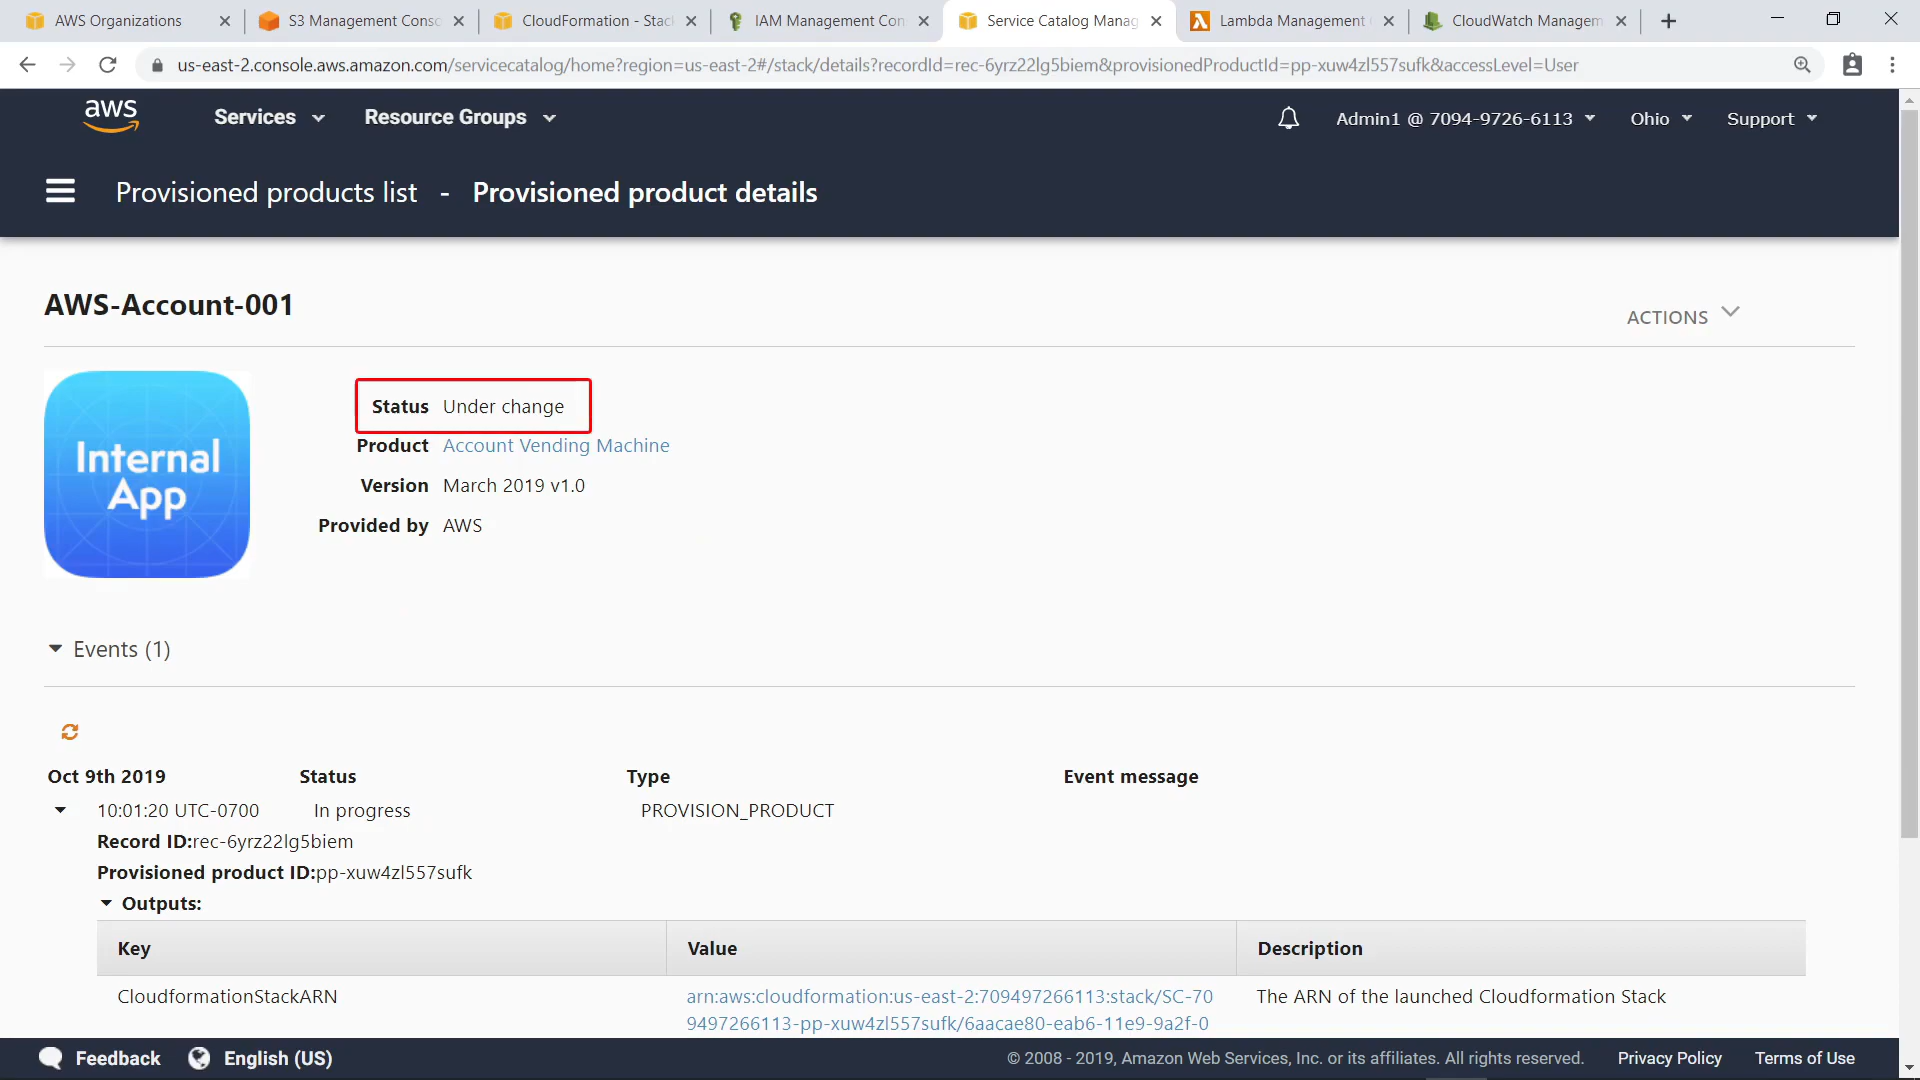 AWS Organizations
S3 Management Conso
CloudFormation - Stack
IAM Management Con
Service Catalog Manag
Lambda Management
CloudWatch Managem
us-east-2.console.aws.amazon.com/servicecatalog/home?region=us-east-2#/stack/details?recordId=rec-6yrz22lg5biem&provisionedProductId=pp-xuw4zl557sufk&accessLevel=User
aws
Services
Resource Groups
Admin1 @ 7094-9726-6113
Ohio
Support
Provisioned products list - Provisioned product details
AWS-Account-001
ACTIONS
Internal
App
Status Under change
Product Account Vending Machine
Version March 2019 v1.0
Provided by AWS
Events (1)
Oct 9th 2019 Status Type Event message
10:01:20 UTC-0700 In progress PROVISION_PRODUCT
Record ID:rec-6yrz22lg5biem
Provisioned product ID:pp-xuw4zl557sufk
Outputs:
Key Value Description
CloudformationStackARN arn:aws:cloudformation:us-east-2:709497266113:stack/SC-70 The ARN of the launched Cloudformation Stack
9497266113-pp-xuw4zl557sufk/6aacae80-eab6-11e9-9a2f-0
Feedback
English (US)
© 2008 - 2019, Amazon Web Services, Inc. or its affiliates. All rights reserved.
Privacy Policy
Terms of Use